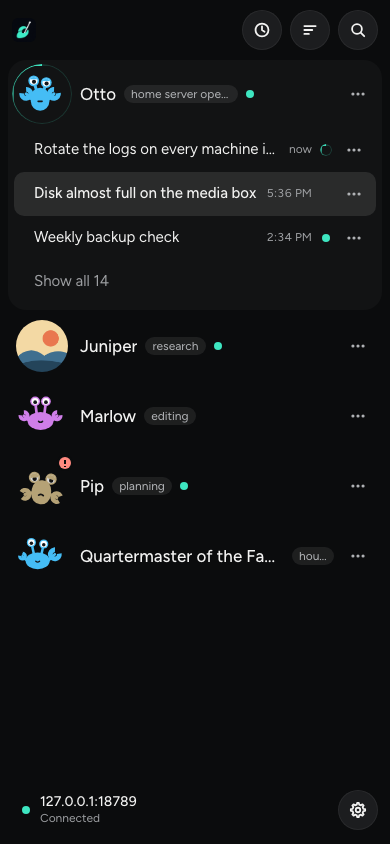 Otto home server ope...
Rotate the logs on every machine i... now
Disk almost full on the media box 5:36 PM
Weekly backup check 2:34 PM
Show all 14
Juniper research
Marlow editing
Pip planning
Quartermaster of the Fa... hou...
127.0.0.1:18789
Connected